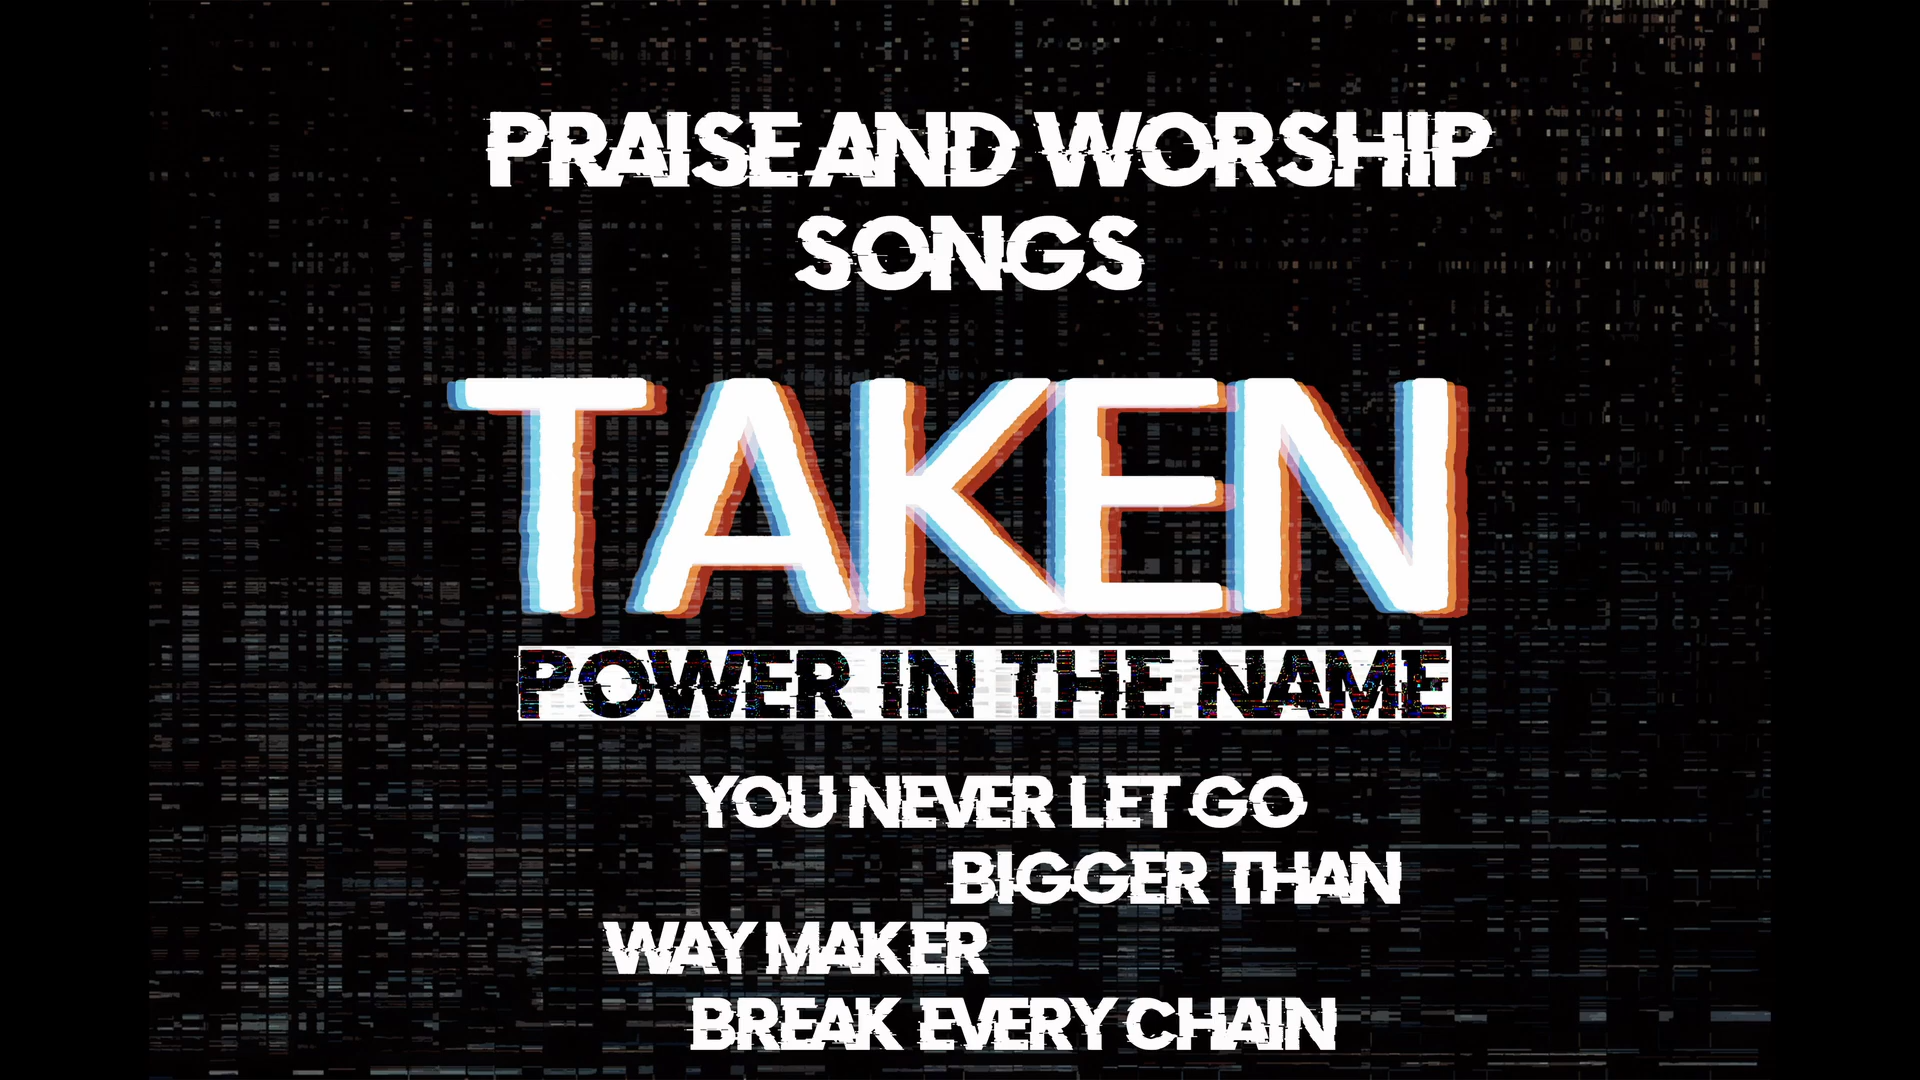 PRAISE AND WORSHIP
SONGS
TAKEN
POWER IN THE NAME
YOU NEVER LET GO
BIGGER THAN
WAY MAKER
BREAK EVERY CHAIN